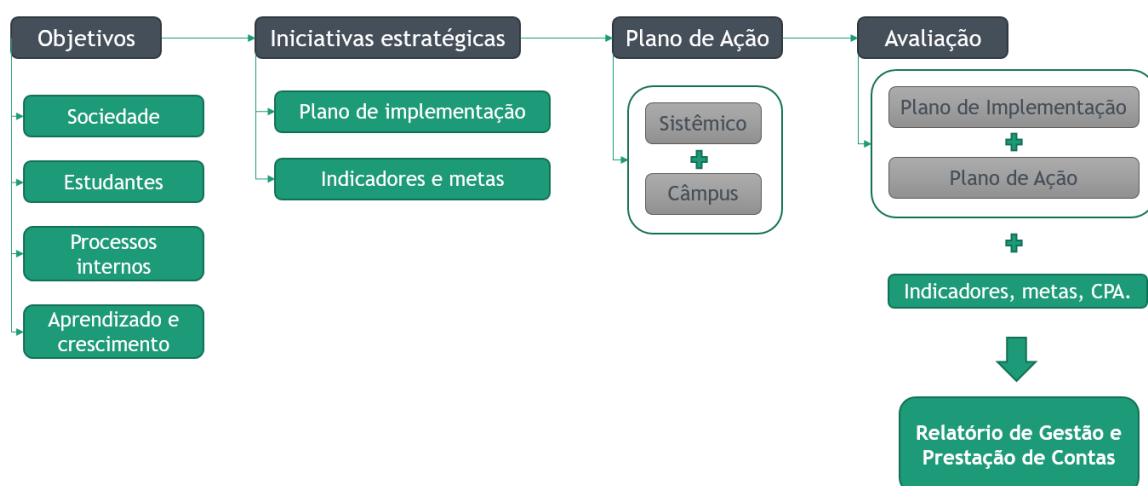 Objetivos
Sociedade
Estudantes
Processos
internos
Aprendizado e
crescimento
Iniciativas estratégicas
Plano de implementação
Indicadores e metas
Plano de Ação
Sistêmico
Câmpus
Avaliação
Plano de Implementação
Plano de Ação
Indicadores, metas, CPA.
Relatório de Gestão e
Prestação de Contas